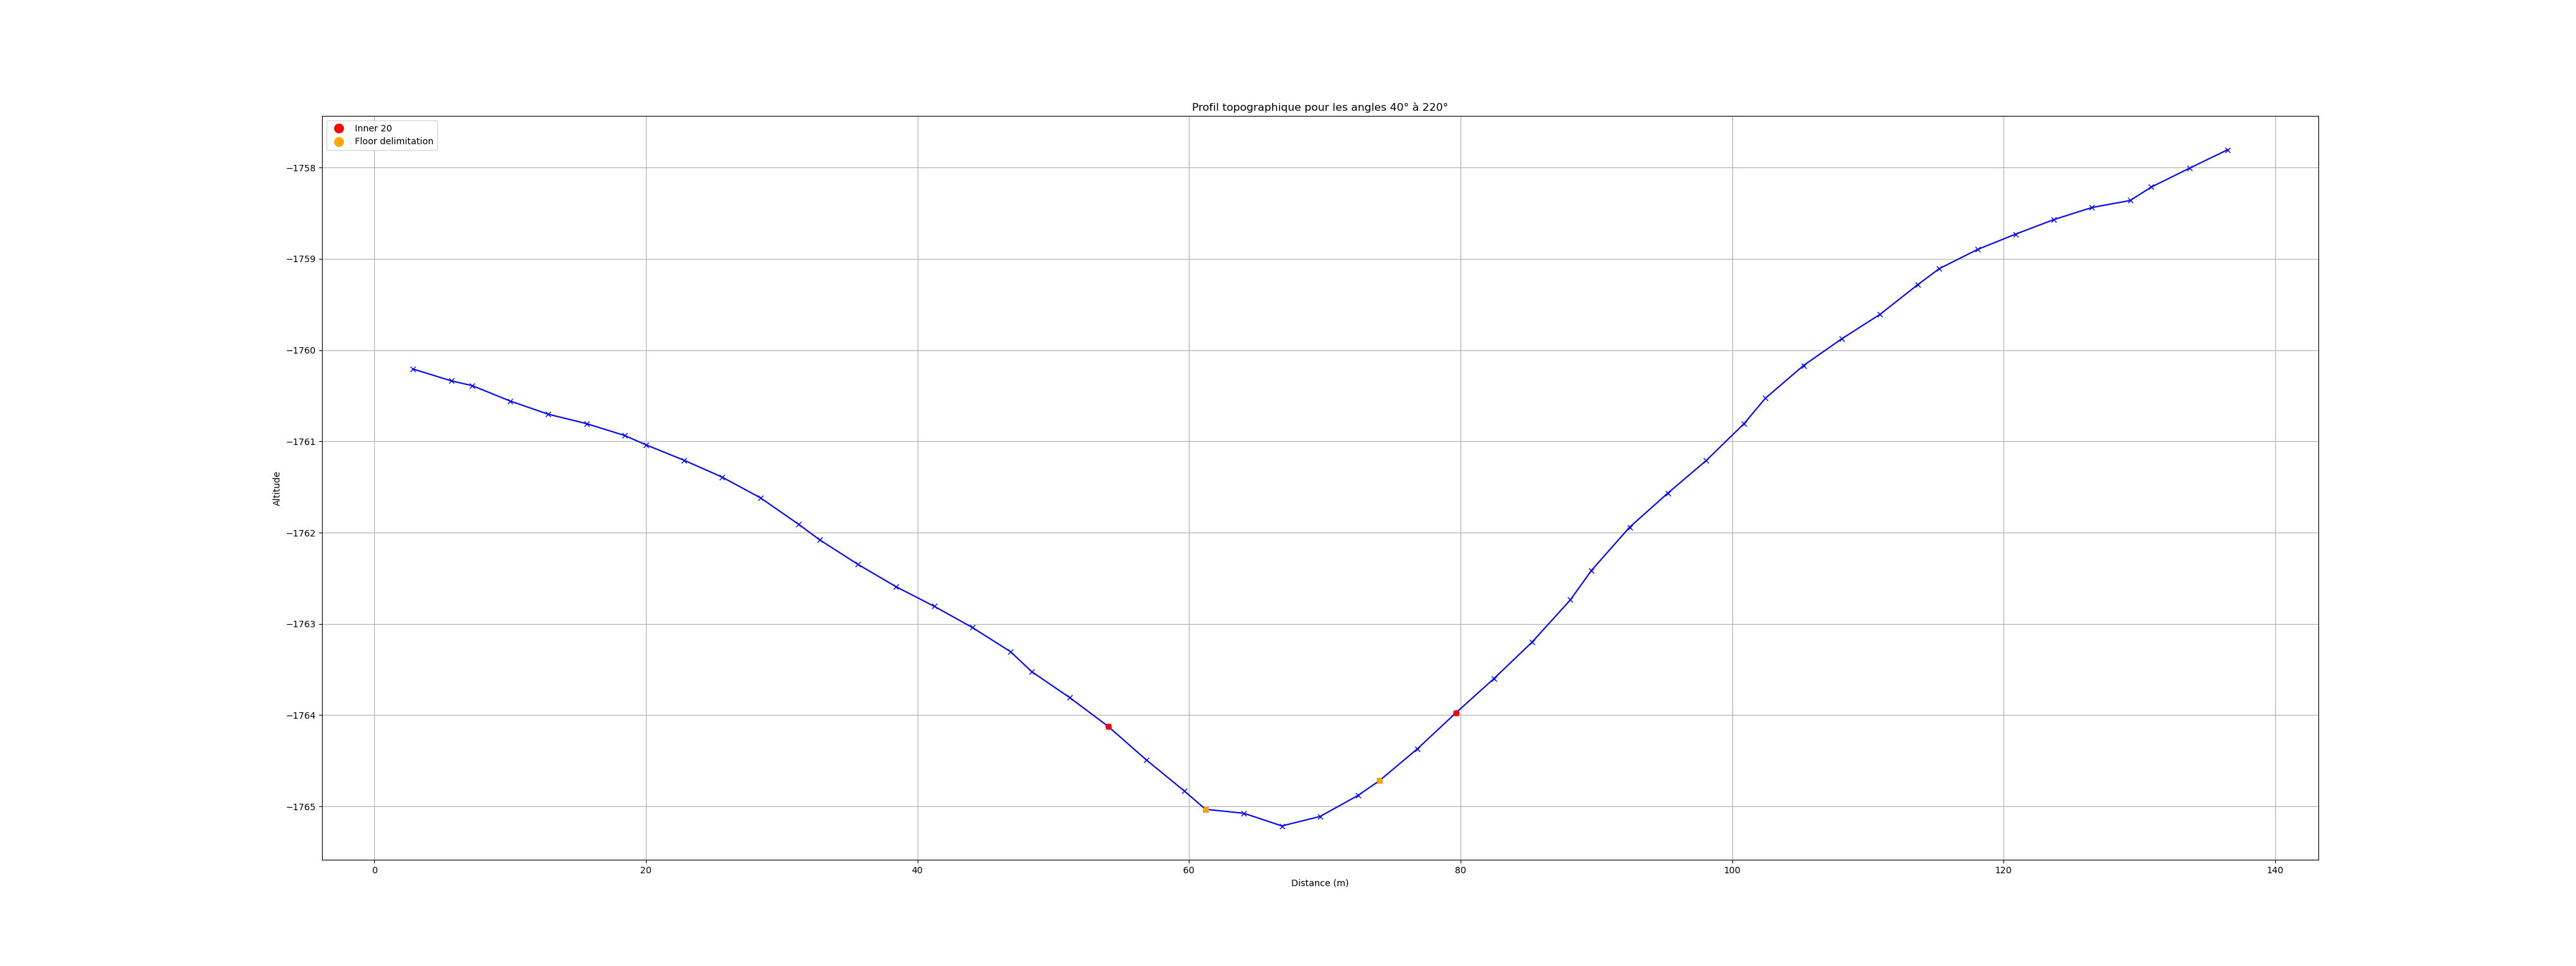 Profil topographique pour les angles 40° à 220°
Inner 20
Floor delimitation
−1758
−1759
−1760
−1761
−1762
−1763
−1764
−1765
Altitude
0 20 40 60 80 100 120 140
Distance (m)